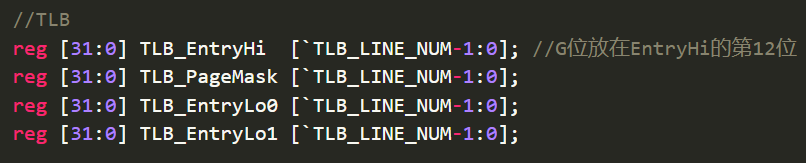 //TLB
reg [31:0] TLB_EntryHi  [`TLB_LINE_NUM-1:0]; //G位放在EntryHi的第12位
reg [31:0] TLB_PageMask [`TLB_LINE_NUM-1:0];
reg [31:0] TLB_EntryLo0 [`TLB_LINE_NUM-1:0];
reg [31:0] TLB_EntryLo1 [`TLB_LINE_NUM-1:0];